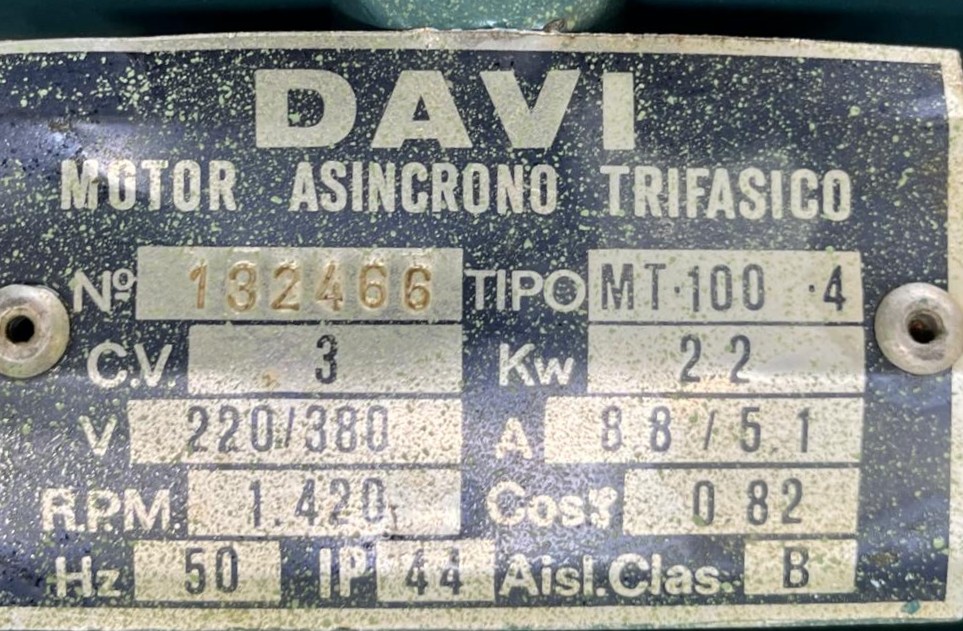 DAVI
MOTOR ASINCRONO TRIFASICO
Nº 132466 TIPO MT·100 ·4
C.V. 3 Kw 2 2
V 220/380 A 8 8 / 5 1
R.P.M. 1.420 Cosφ 0 82
Hz 50 IP 44 Aisl.Clas. B